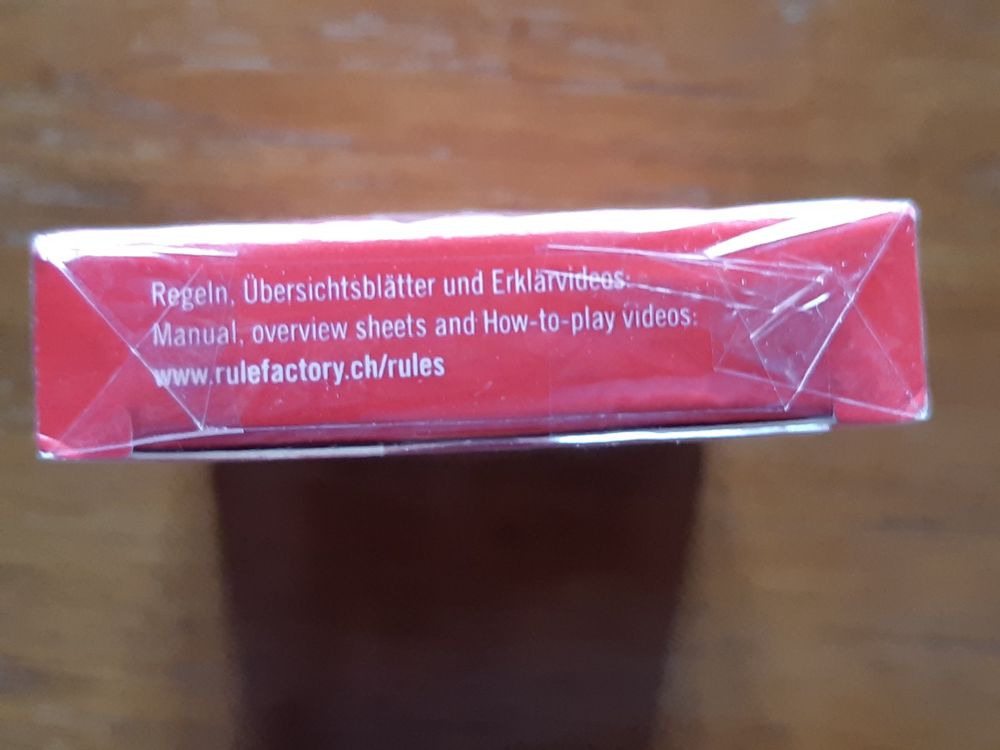 Regeln, Übersichtsblätter und Erklärvideos:
Manual, overview sheets and How-to-play videos:
www.rulefactory.ch/rules